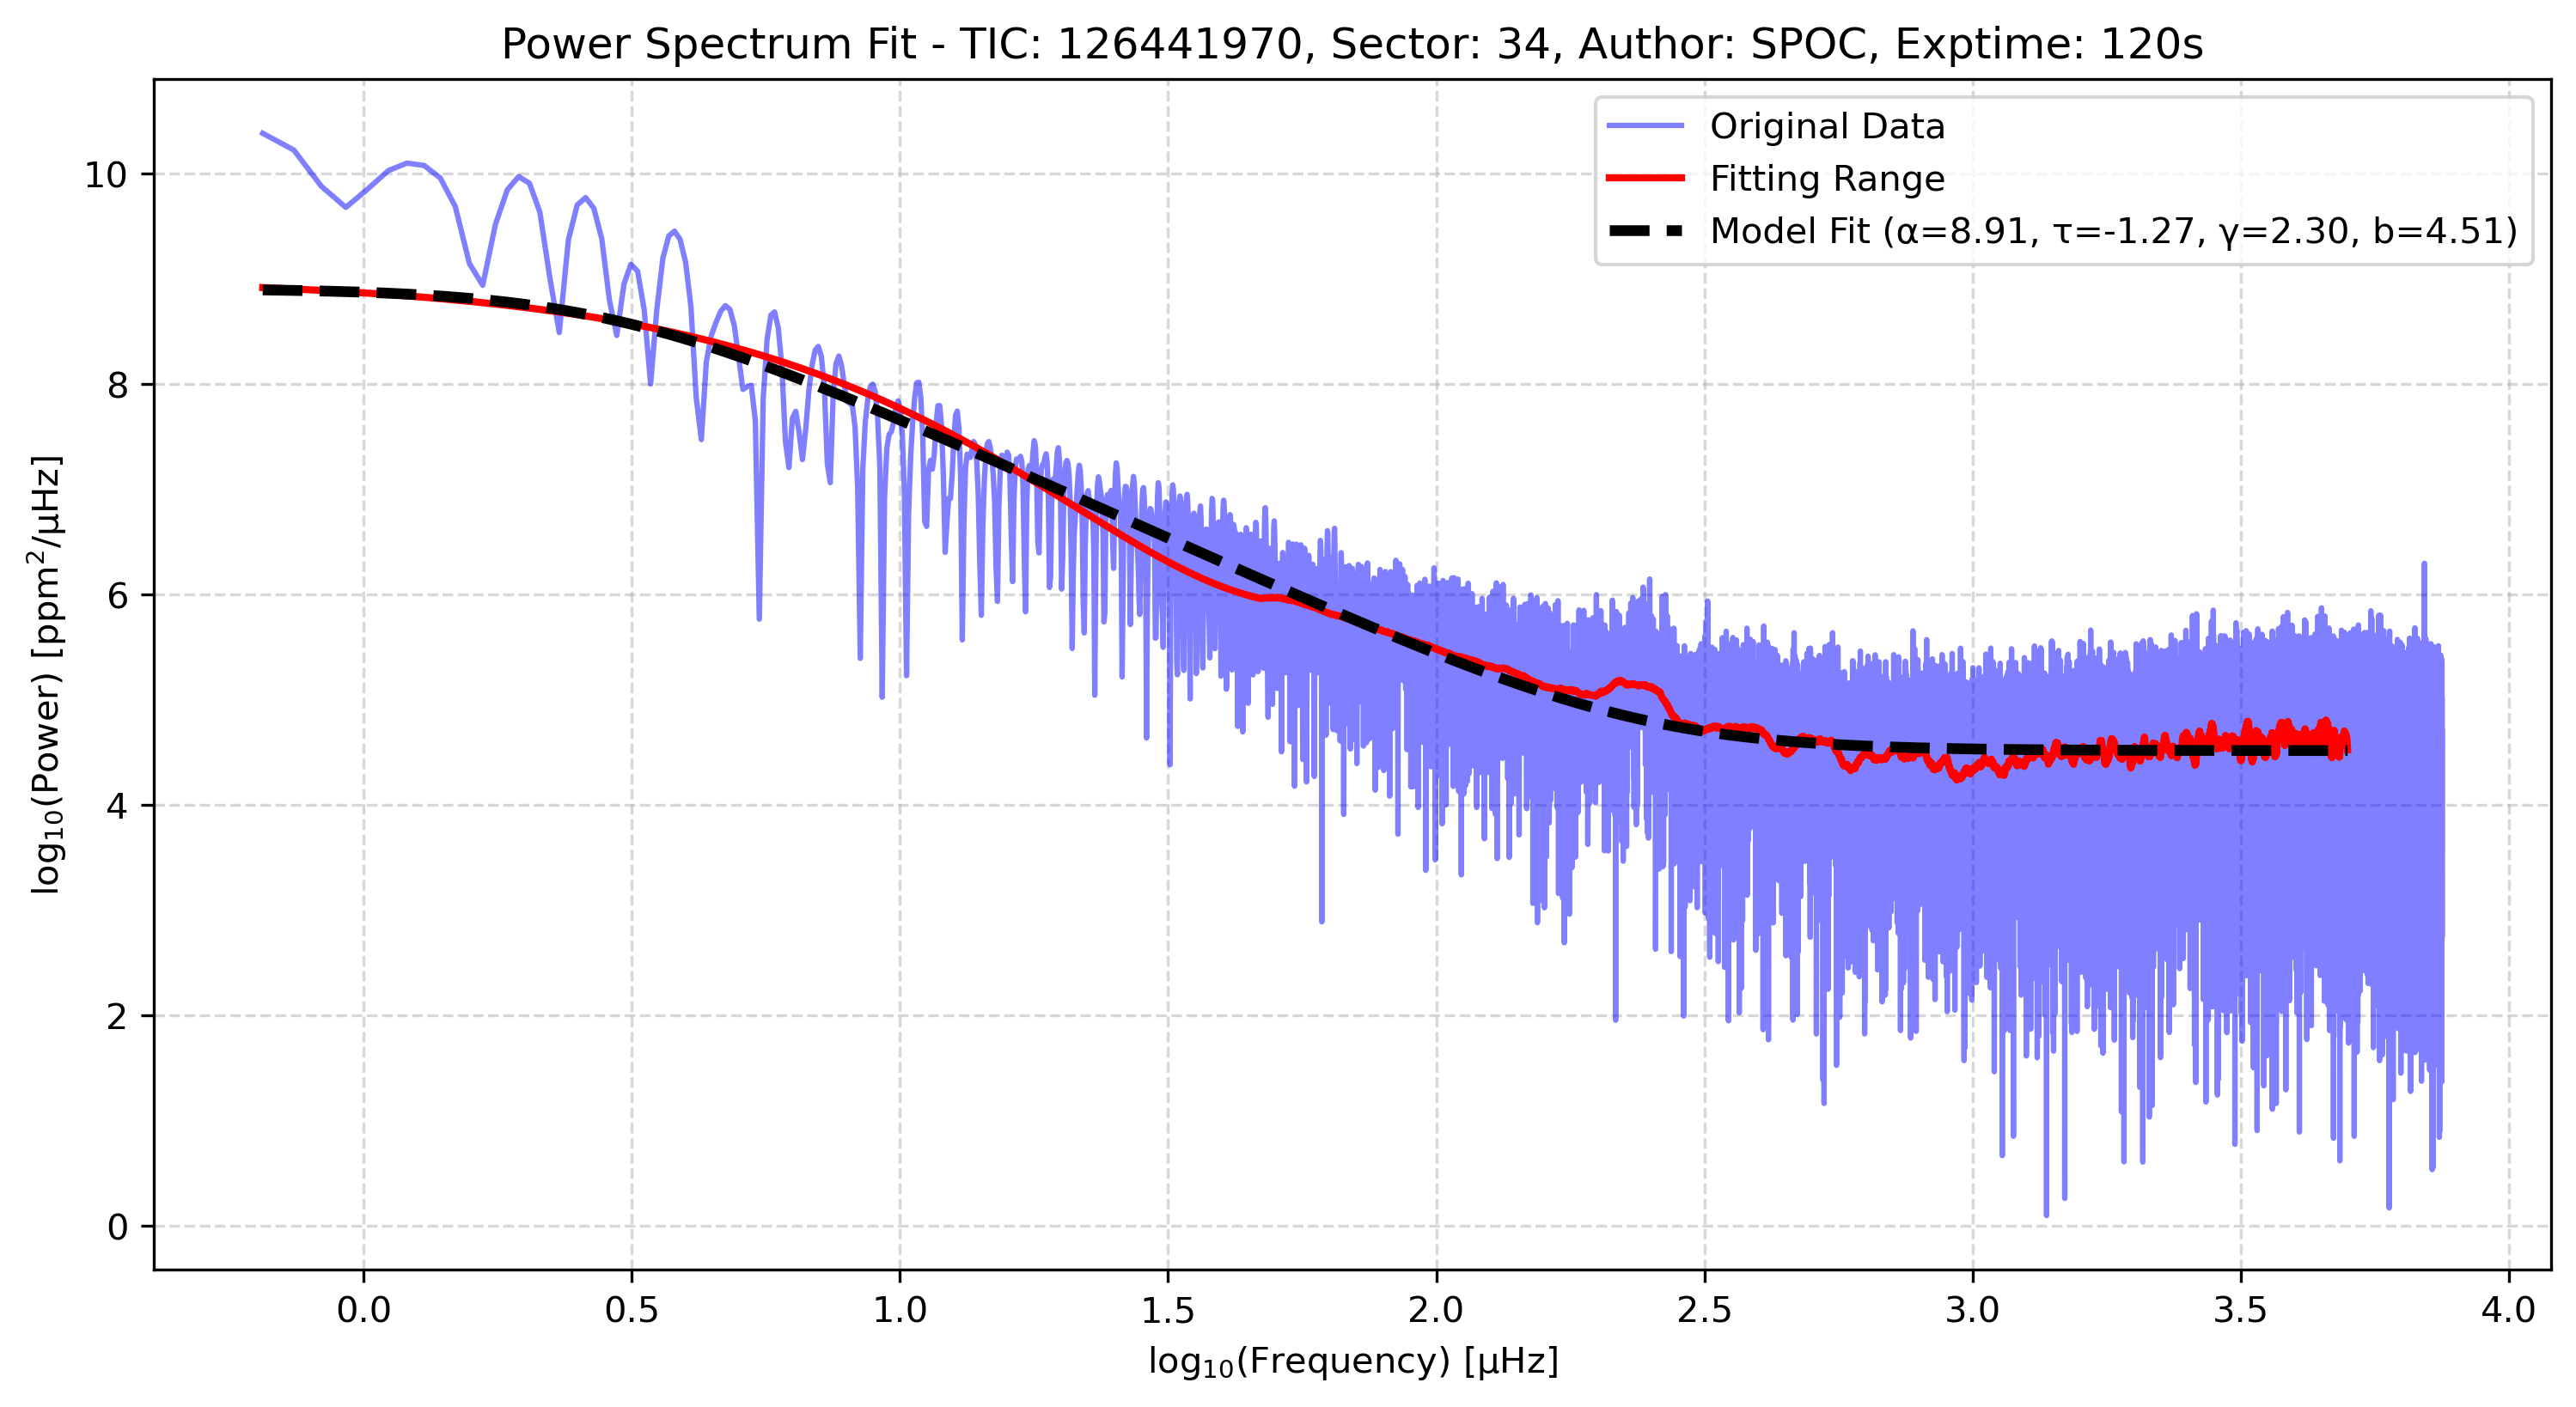 Power Spectrum Fit - TIC: 126441970, Sector: 34, Author: SPOC, Exptime: 120s
Original Data
Fitting Range
Model Fit (α=8.91, τ=-1.27, γ=2.30, b=4.51)
log₁₀(Power) [ppm²/μHz]
10
8
6
4
2
0
0.0 0.5 1.0 1.5 2.0 2.5 3.0 3.5 4.0
log₁₀(Frequency) [μHz]